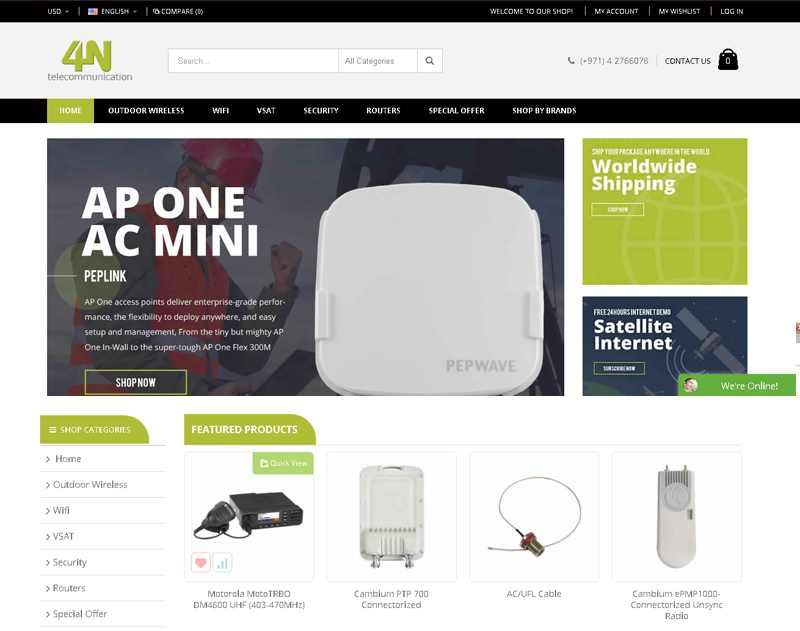 USD
ENGLISH
COMPARE (0)
WELCOME TO OUR SHOP!
MY ACCOUNT
MY WISHLIST
LOG IN
4N
telecommunication
Search...
All Categories
(+971) 4 2766078
CONTACT US
0
HOME
OUTDOOR WIRELESS
WIFI
VSAT
SECURITY
ROUTERS
SPECIAL OFFER
SHOP BY BRANDS
AP ONE
AC MINI
PEPLINK
AP One access points deliver enterprise-grade perfor-
mance, the flexibility to deploy anywhere, and easy
setup and management, From the tiny but mighty AP
One In-Wall to the super-tough AP One Flex 300M
SHOP NOW
PEPWAVE
SHIP YOUR PACKAGE ANYWHERE IN THE WORLD
Worldwide
Shipping
SHOP NOW
FREE 24 HOURS INTERNET DEMO
Satellite
Internet
SUBSCRIBE NOW
We're Online!
SHOP CATEGORIES
Home
Outdoor Wireless
Wifi
VSAT
Security
Routers
Special Offer
FEATURED PRODUCTS
Quick View
Motorola MotoTRBO
DM4600 UHF (403-470MHz)
Cambium PTP 700
Connectorized
AC/UFL Cable
Cambium ePMP1000-
Connectorized Unsync
Radio